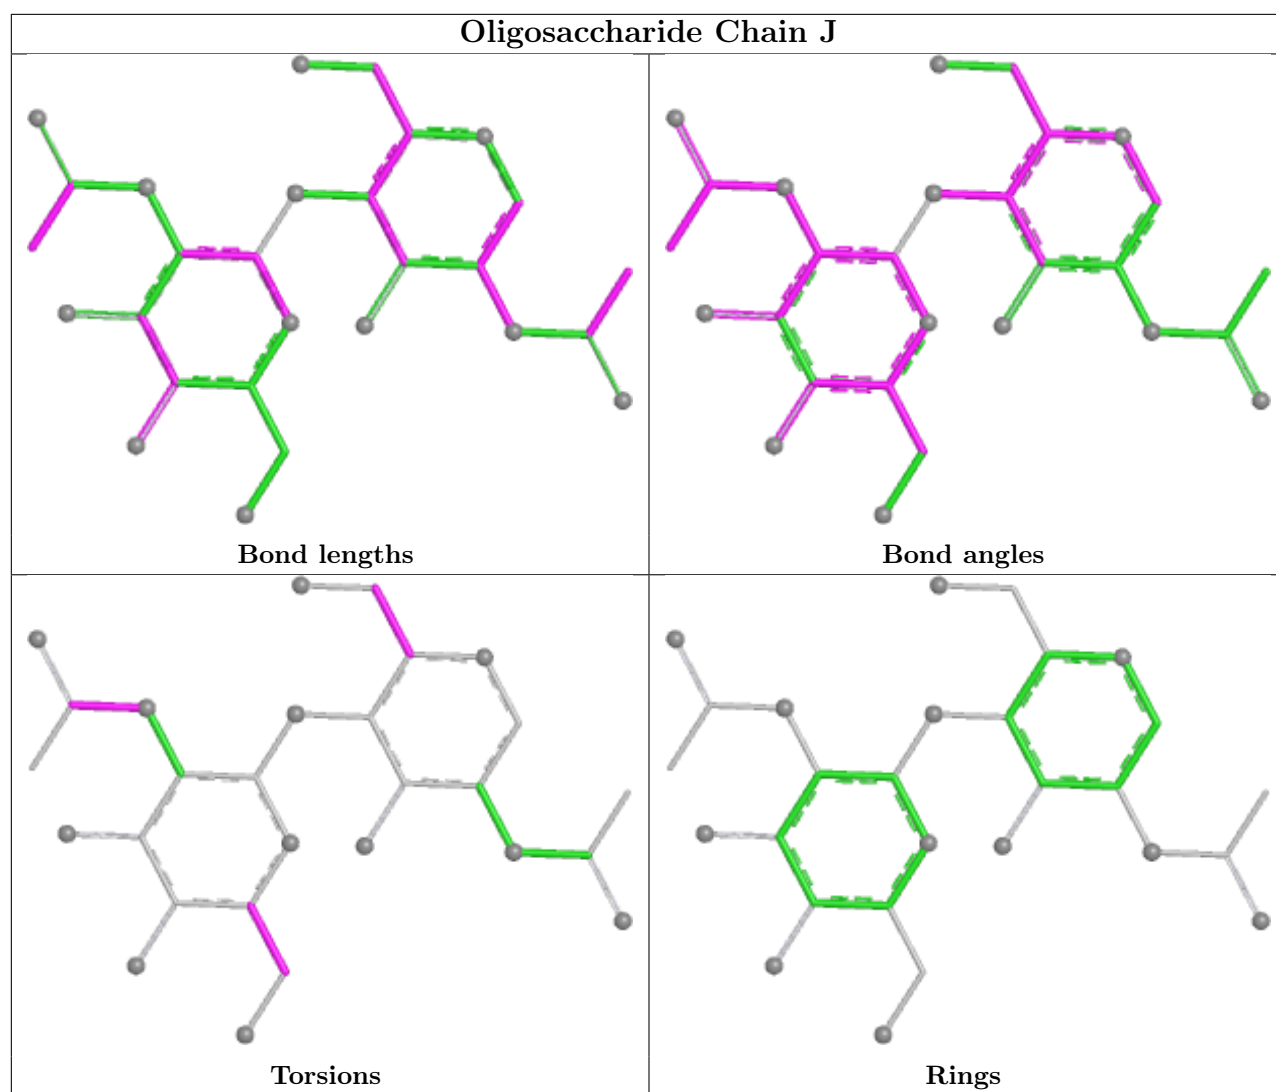 Oligosaccharide Chain J
Bond lengths
Bond angles
Torsions
Rings